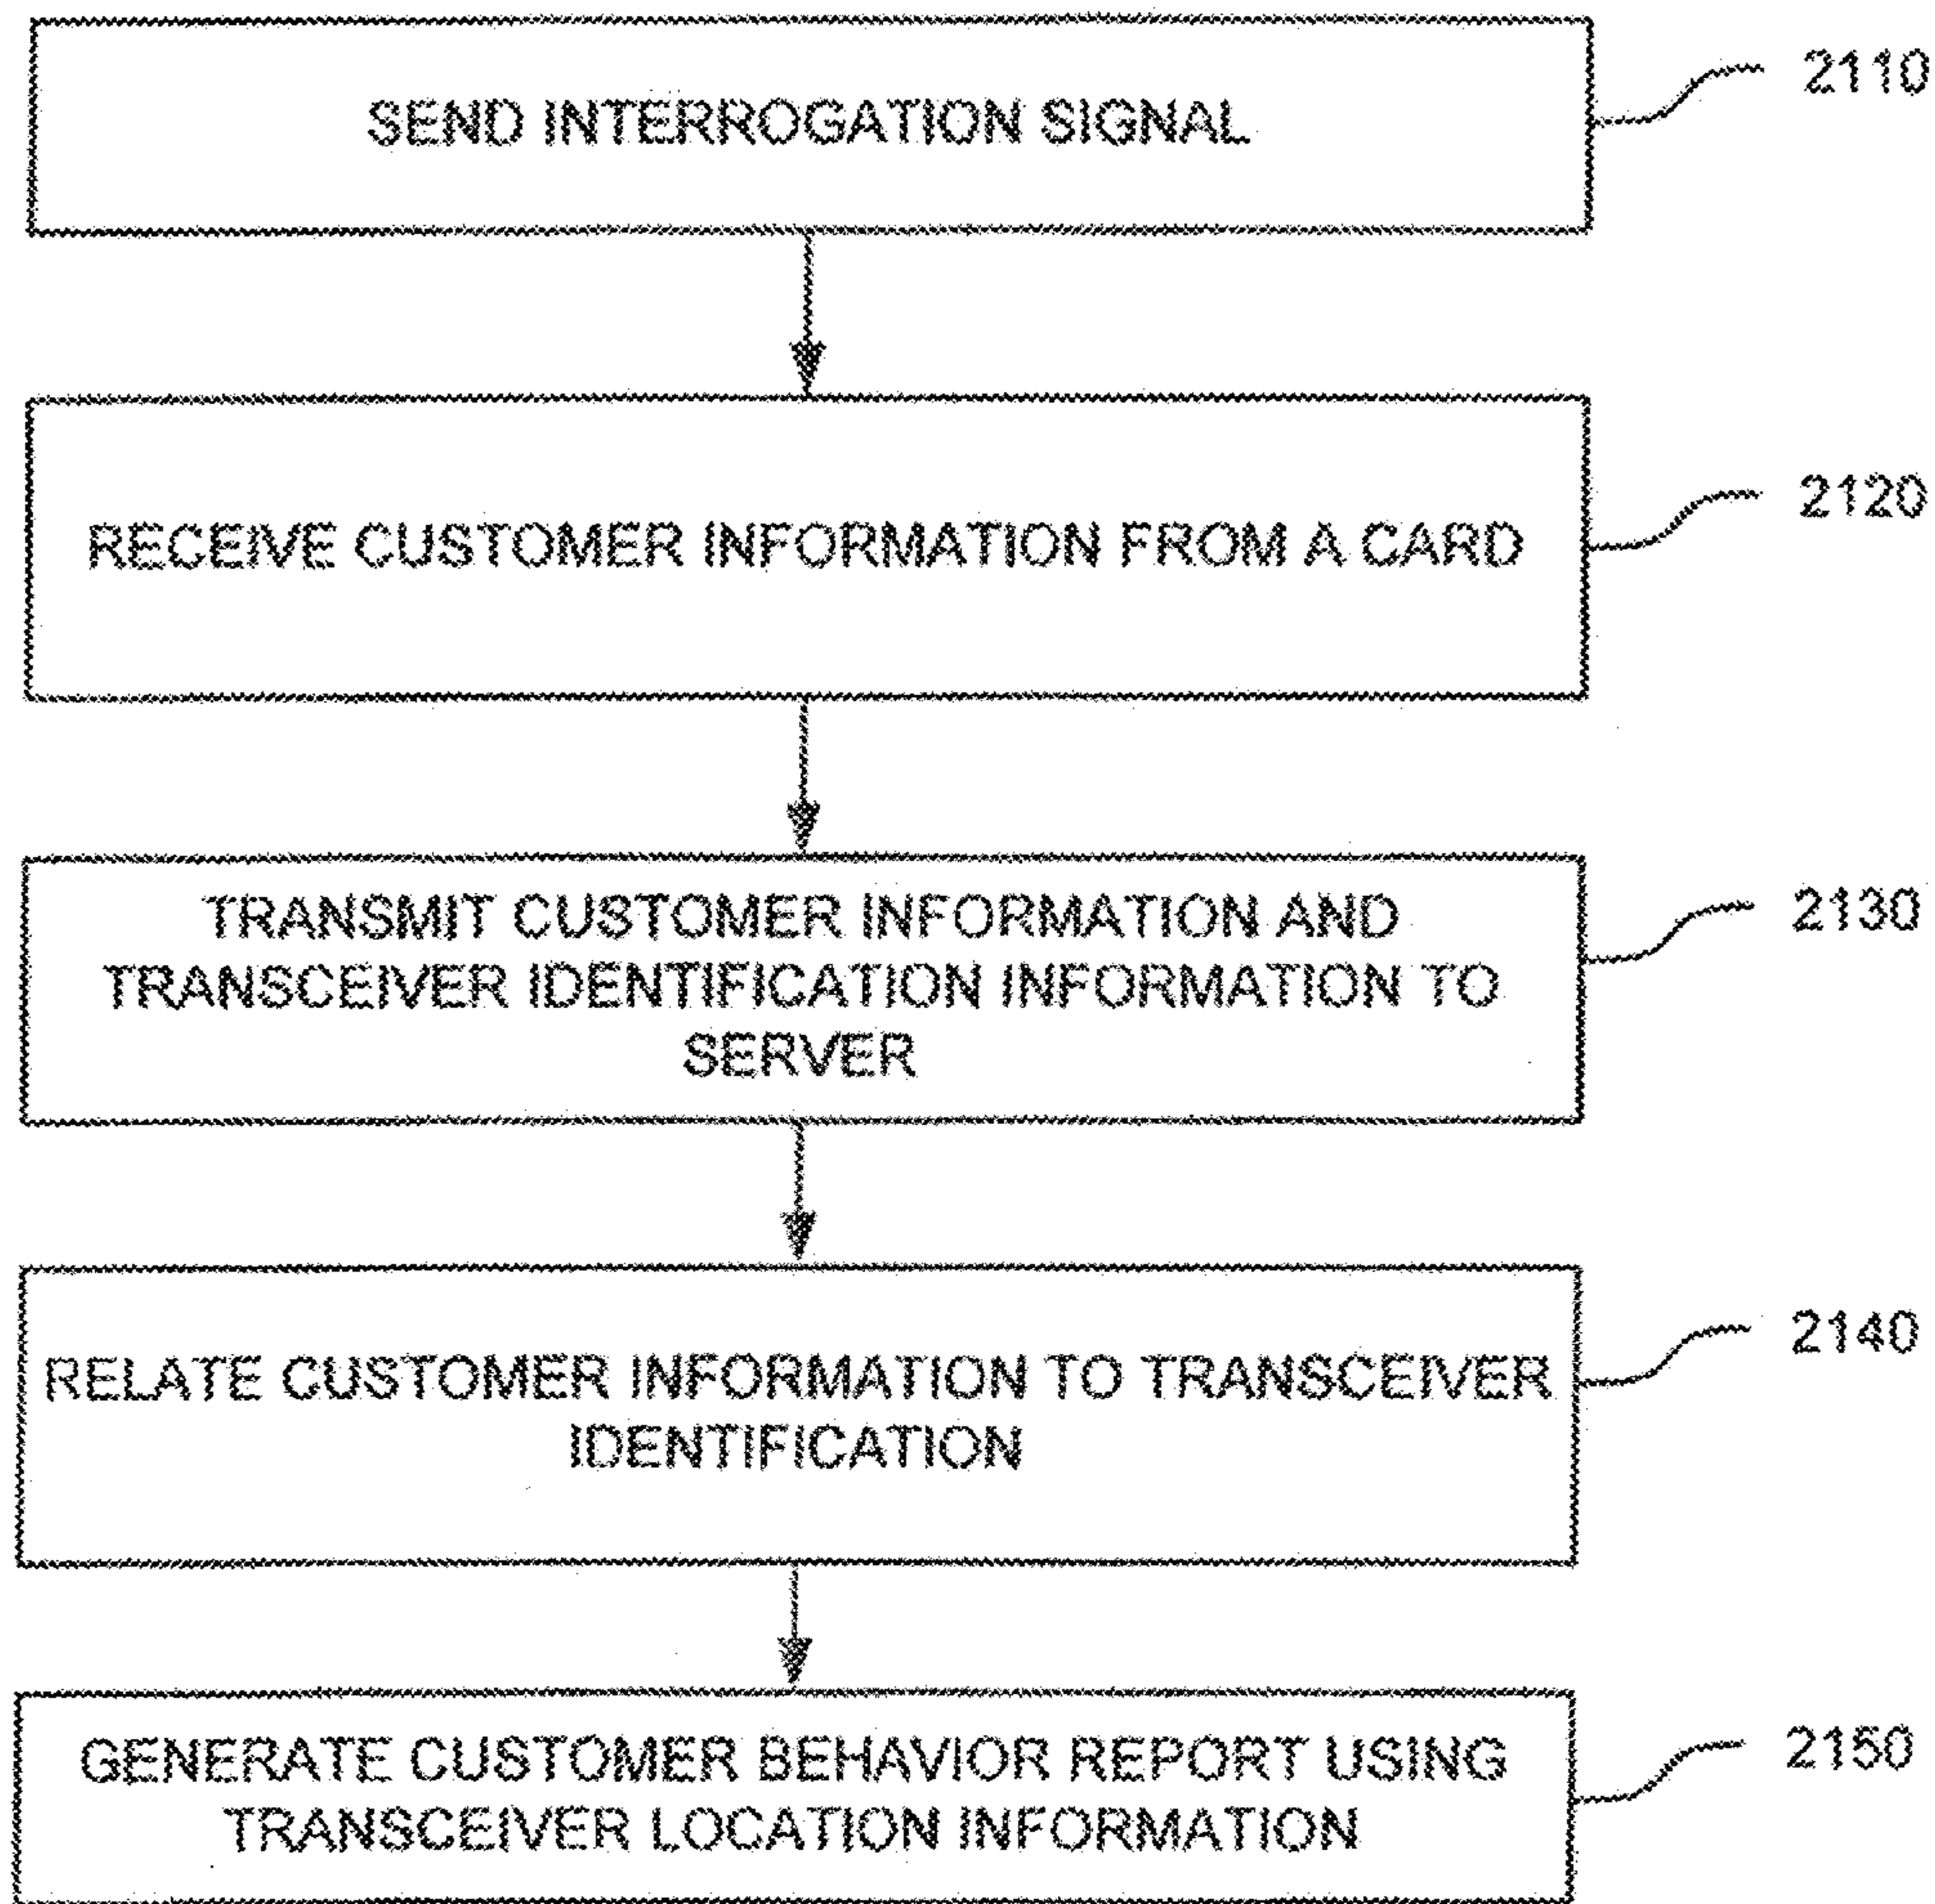 SEND INTERROGATION SIGNAL
2110
RECEIVE CUSTOMER INFORMATION FROM A CARD
2120
TRANSMIT CUSTOMER INFORMATION AND
TRANSCEIVER IDENTIFICATION INFORMATION TO
SERVER
2130
RELATE CUSTOMER INFORMATION TO TRANSCEIVER
IDENTIFICATION
2140
GENERATE CUSTOMER BEHAVIOR REPORT USING
TRANSCEIVER LOCATION INFORMATION
2150